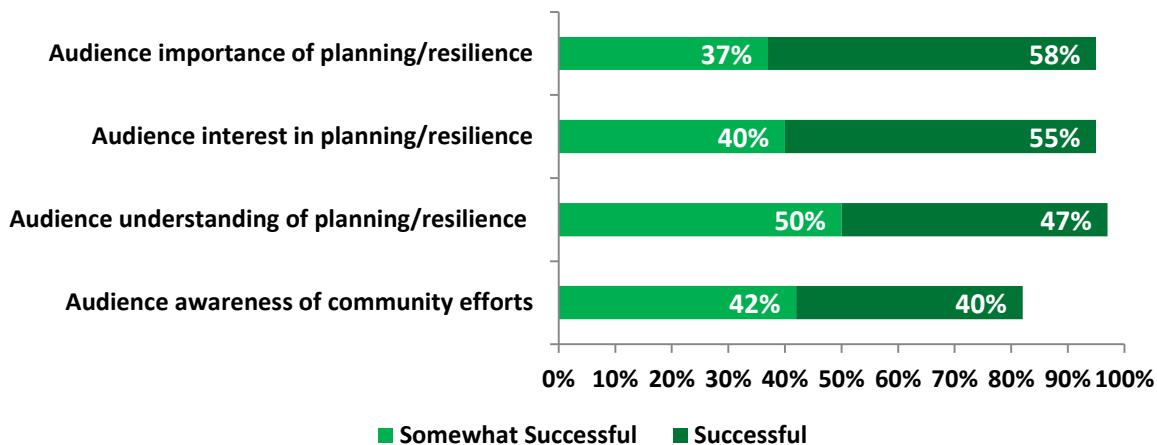 Audience importance of planning/resilience 37% 58%
Audience interest in planning/resilience 40% 55%
Audience understanding of planning/resilience 50% 47%
Audience awareness of community efforts 42% 40%
0% 10% 20% 30% 40% 50% 60% 70% 80% 90% 100%
Somewhat Successful Successful